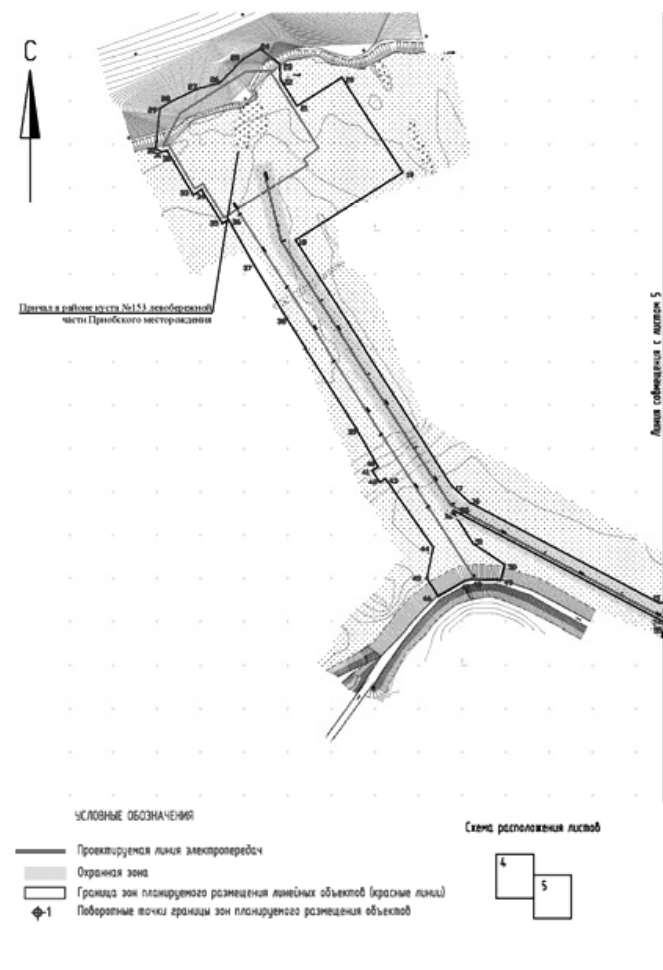 С
Причал в районе куста №153 левобережной
части Приобского месторождения
Линия совмещения с листом 5
УСЛОВНЫЕ ОБОЗНАЧЕНИЯ
Проектируемая линия электропередач
Охранная зона
Граница зон планируемого размещения линейных объектов (красные линии)
1 Поворотные точки границы зон планируемого размещения объектов
Схема расположения листов
4
5